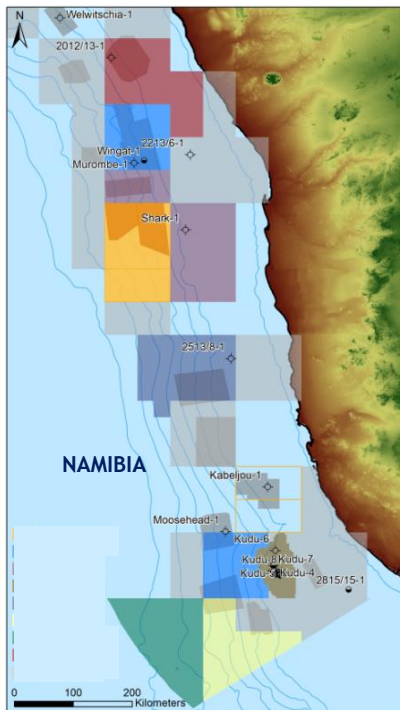 N
Welwitschia-1
2012/13-1
2213/6-1
Wingat-1
Murombe-1
Shark-1
2513/8-1
NAMIBIA
Kabeljou-1
Moosehead-1
Kudu-6
Kudu-8 Kudu-7
Kudu-5 Kudu-4
2815/15-1
0 100 200
Kilometers